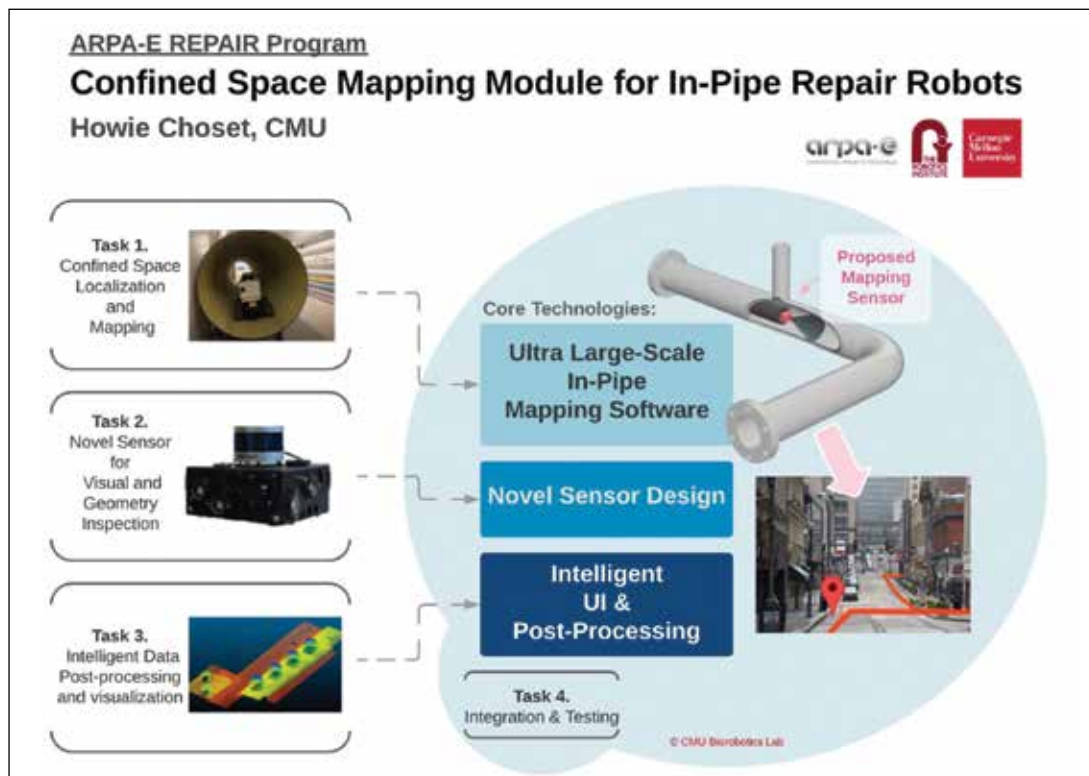 ARPA-E REPAIR Program
Confined Space Mapping Module for In-Pipe Repair Robots
Howie Choset, CMU
arpa·e
THE
ROBOTICS
INSTITUTE
Carnegie
Mellon
University
Task 1.
Confined Space
Localization
and
Mapping
Task 2.
Novel Sensor
for
Visual and
Geometry
Inspection
Task 3.
Intelligent Data
Post-processing
and visualization
Core Technologies:
Ultra Large-Scale
In-Pipe
Mapping Software
Novel Sensor Design
Intelligent
UI &
Post-Processing
Task 4.
Integration & Testing
Proposed
Mapping
Sensor
© CMU Biorobotics Lab